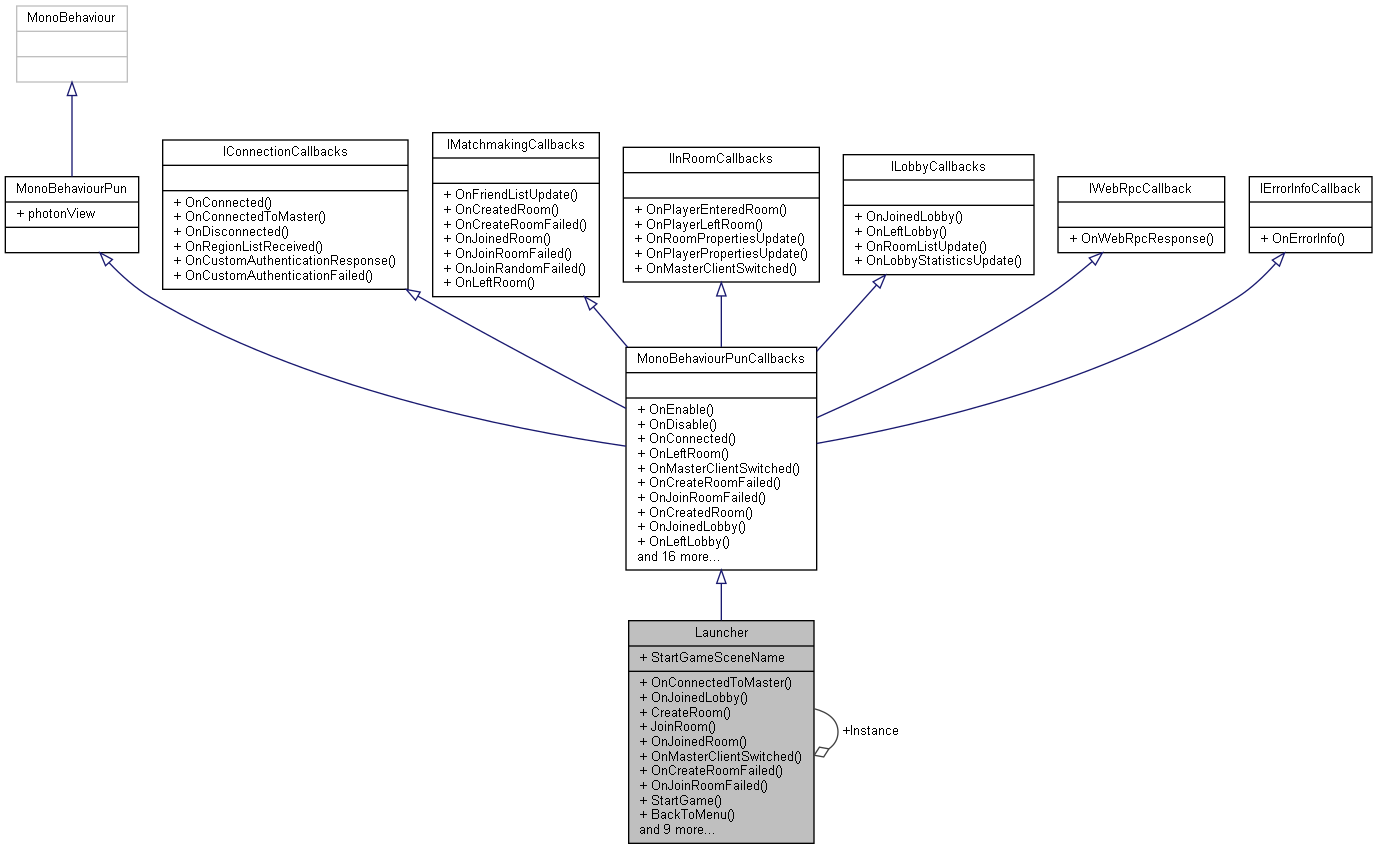 MonoBehaviour
MonoBehaviourPun
+ photonView
IConnectionCallbacks
+ OnConnected()
+ OnConnectedToMaster()
+ OnDisconnected()
+ OnRegionListReceived()
+ OnCustomAuthenticationResponse()
+ OnCustomAuthenticationFailed()
IMatchmakingCallbacks
+ OnFriendListUpdate()
+ OnCreatedRoom()
+ OnCreateRoomFailed()
+ OnJoinedRoom()
+ OnJoinRoomFailed()
+ OnJoinRandomFailed()
+ OnLeftRoom()
IInRoomCallbacks
+ OnPlayerEnteredRoom()
+ OnPlayerLeftRoom()
+ OnRoomPropertiesUpdate()
+ OnPlayerPropertiesUpdate()
+ OnMasterClientSwitched()
ILobbyCallbacks
+ OnJoinedLobby()
+ OnLeftLobby()
+ OnRoomListUpdate()
+ OnLobbyStatisticsUpdate()
IWebRpcCallback
+ OnWebRpcResponse()
IErrorInfoCallback
+ OnErrorInfo()
MonoBehaviourPunCallbacks
+ OnEnable()
+ OnDisable()
+ OnConnected()
+ OnLeftRoom()
+ OnMasterClientSwitched()
+ OnCreateRoomFailed()
+ OnJoinRoomFailed()
+ OnCreatedRoom()
+ OnJoinedLobby()
+ OnLeftLobby()
and 16 more...
Launcher
+ StartGameSceneName
+ OnConnectedToMaster()
+ OnJoinedLobby()
+ CreateRoom()
+ JoinRoom()
+ OnJoinedRoom()
+ OnMasterClientSwitched()
+ OnCreateRoomFailed()
+ OnJoinRoomFailed()
+ StartGame()
+ BackToMenu()
and 9 more...
+Instance